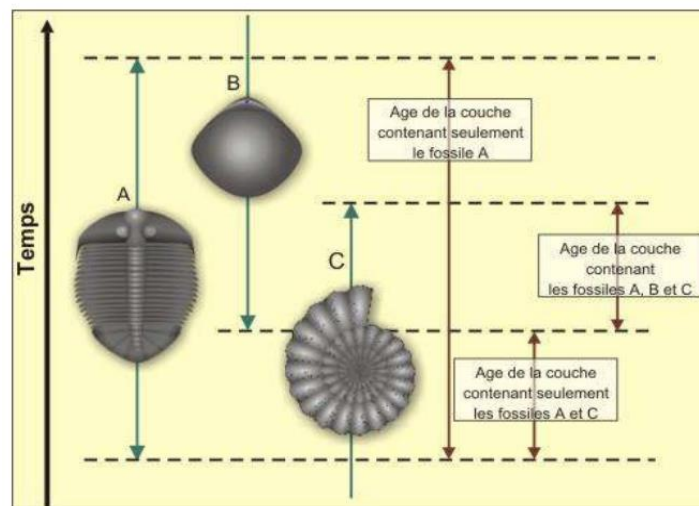 Temps
A
B
C
Age de la couche
contenant seulement
le fossile A
Age de la couche
contenant
les fossiles A, B et C
Age de la couche
contenant seulement
les fossiles A et C